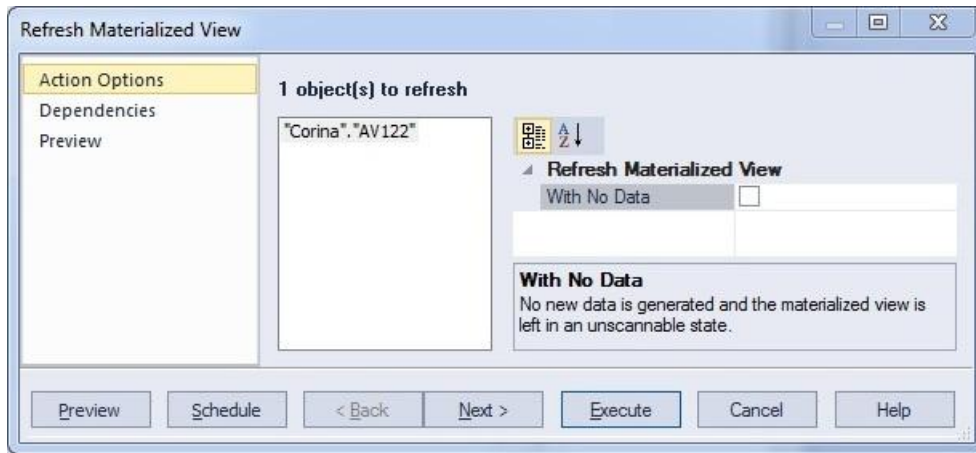 Refresh Materialized View
Action Options
Dependencies
Preview
1 object(s) to refresh
"Corina"."AV122"
A
Z
Refresh Materialized View
With No Data
With No Data
No new data is generated and the materialized view is
left in an unscannable state.
Preview
Schedule
< Back
Next >
Execute
Cancel
Help